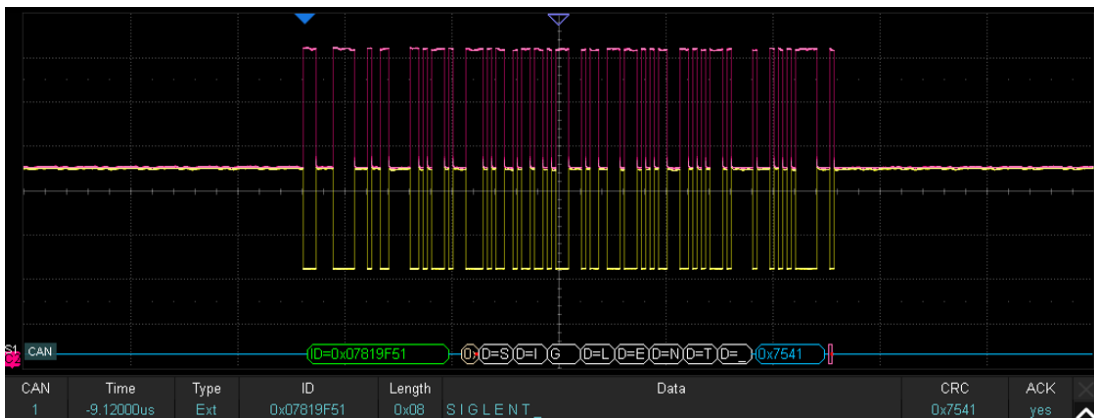 S1
C2
CAN
ID=0x07819F51 0x D=S D=I G D=L D=E D=N D=T D=_ 0x7541
CAN Time Type ID Length Data CRC ACK
1 -9.12000us Ext 0x07819F51 0x08 S I G L E N T _ 0x7541 yes